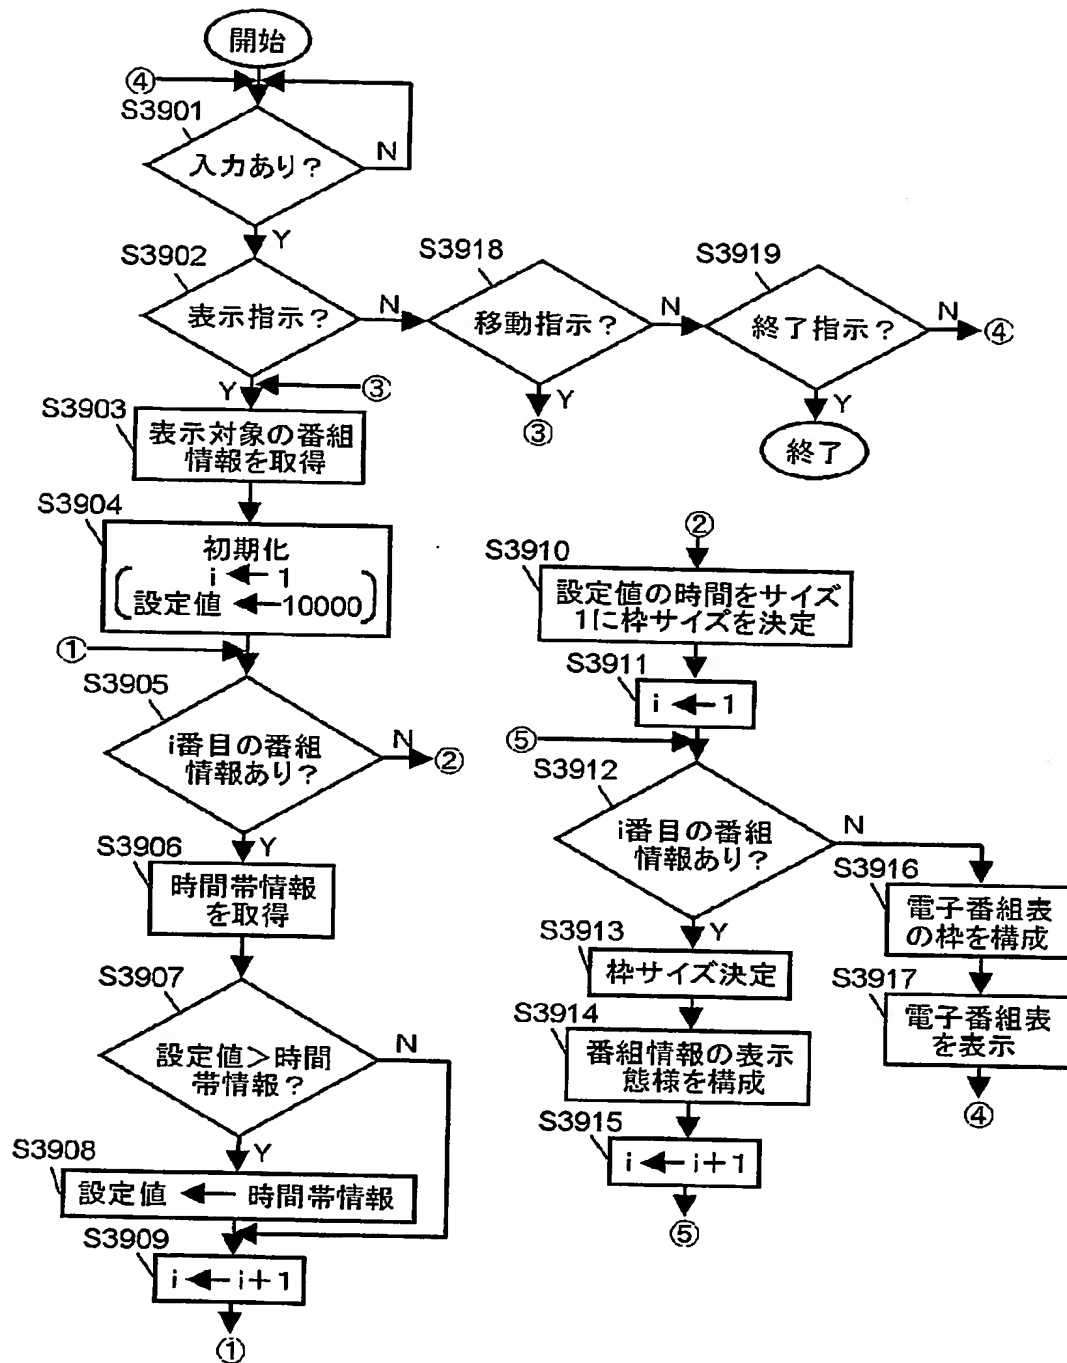 開始
④
S3901
入力あり?
N
Y
S3902
表示指示?
N
S3918
移動指示?
N
S3919
終了指示?
N
④
Y
③
Y
③
Y
終了
S3903
表示対象の番組
情報を取得
S3904
初期化
i ← 1
設定値 ← 10000
①
S3905
i番目の番組
情報あり?
N
②
Y
S3906
時間帯情報
を取得
S3907
設定値>時間
帯情報?
N
Y
S3908
設定値 ← 時間帯情報
S3909
i ← i+1
①
②
S3910
設定値の時間をサイズ
1に枠サイズを決定
S3911
i ← 1
⑤
S3912
i番目の番組
情報あり?
N
Y
S3913
枠サイズ決定
S3914
番組情報の表示
態様を構成
S3915
i ← i+1
⑤
S3916
電子番組表
の枠を構成
S3917
電子番組表
を表示
④